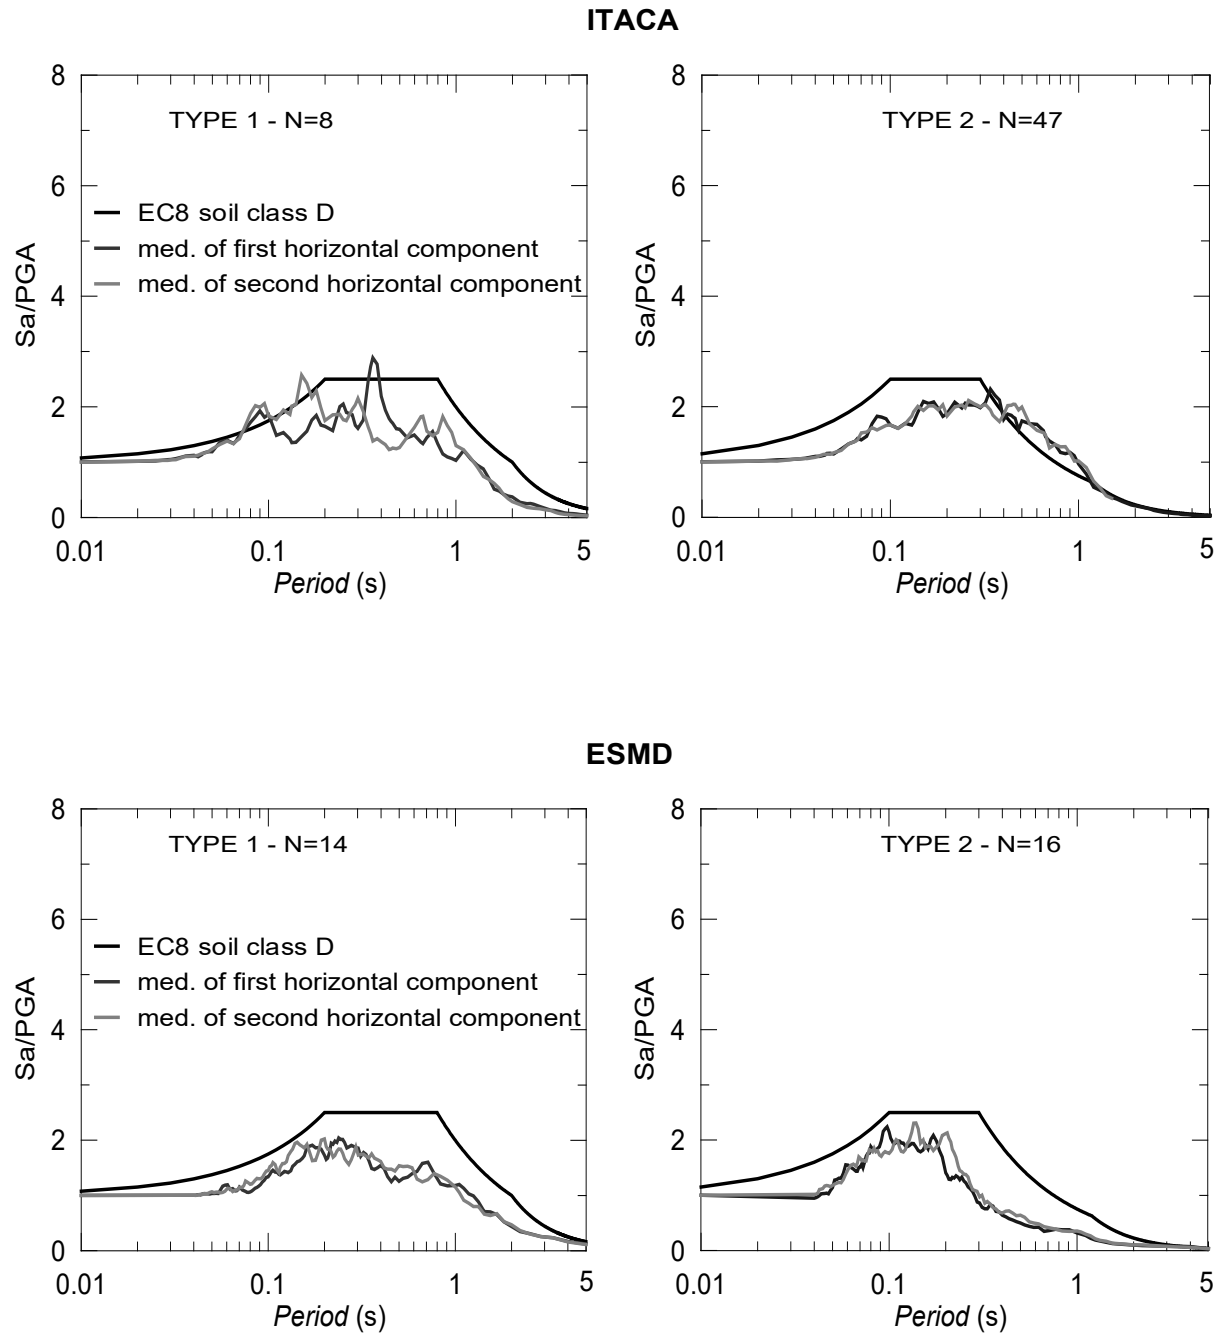 ITACA
8
6
4
2
0
Sa/PGA
TYPE 1 - N=8
EC8 soil class D
med. of first horizontal component
med. of second horizontal component
0.01 0.1 1 5
Period (s)
8
6
4
2
0
Sa/PGA
TYPE 2 - N=47
0.01 0.1 1 5
Period (s)
ESMD
8
6
4
2
0
Sa/PGA
TYPE 1 - N=14
EC8 soil class D
med. of first horizontal component
med. of second horizontal component
0.01 0.1 1 5
Period (s)
8
6
4
2
0
Sa/PGA
TYPE 2 - N=16
0.01 0.1 1 5
Period (s)